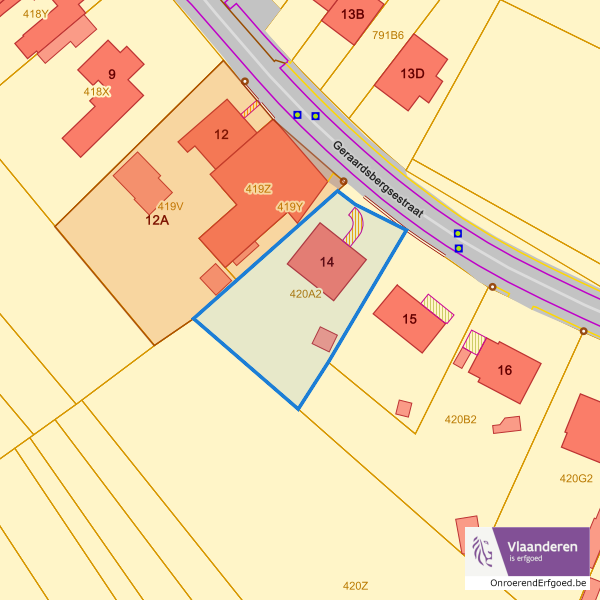 418Y
13B
791B6
9
418X
13D
12
Geraardsbergsestraat
419Z
419V
419Y
12A
14
420A2
15
16
420B2
420G2
Vlaanderen
is erfgoed
OnroerendErfgoed.be
420Z